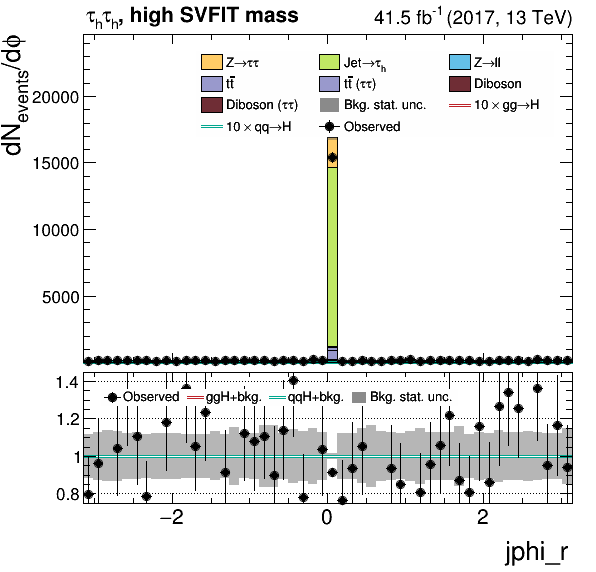 τhτh, high SVFIT mass
41.5 fb-1 (2017, 13 TeV)
dNevents/dϕ
Z→ττ
Jet→τh
Z→ll
tt̄
tt̄ (ττ)
Diboson
Diboson (ττ)
Bkg. stat. unc.
10 × gg→H
10 × qq→H
Observed
20000
15000
10000
5000
1.4
1.2
1
0.8
Observed
ggH+bkg.
qqH+bkg.
Bkg. stat. unc.
−2
0
2
jphi_r